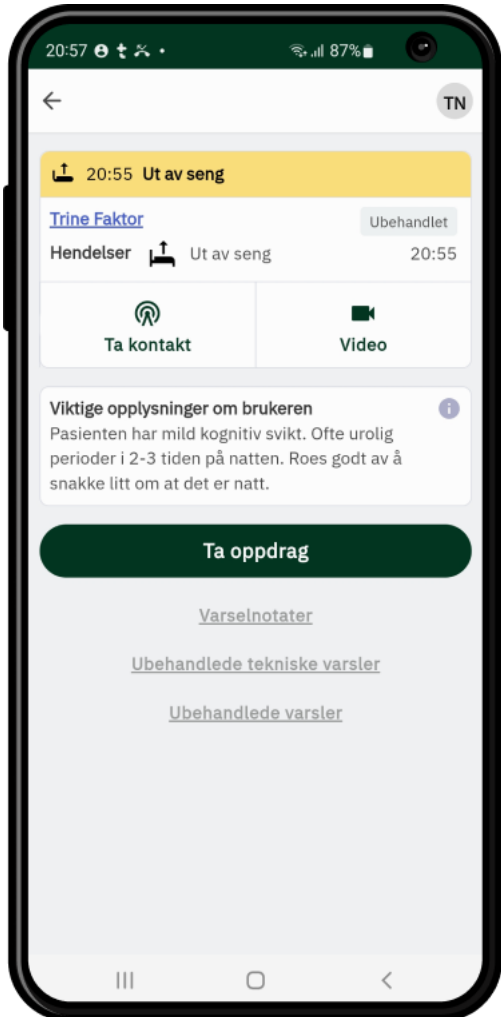 20:57 87%
TN
20:55 Ut av seng
Trine Faktor Ubehandlet
Hendelser Ut av seng 20:55
Ta kontakt Video
Viktige opplysninger om brukeren
Pasienten har mild kognitiv svikt. Ofte urolig
perioder i 2-3 tiden på natten. Roes godt av å
snakke litt om at det er natt.
Ta oppdrag
Varselnotater
Ubehandlede tekniske varsler
Ubehandlede varsler